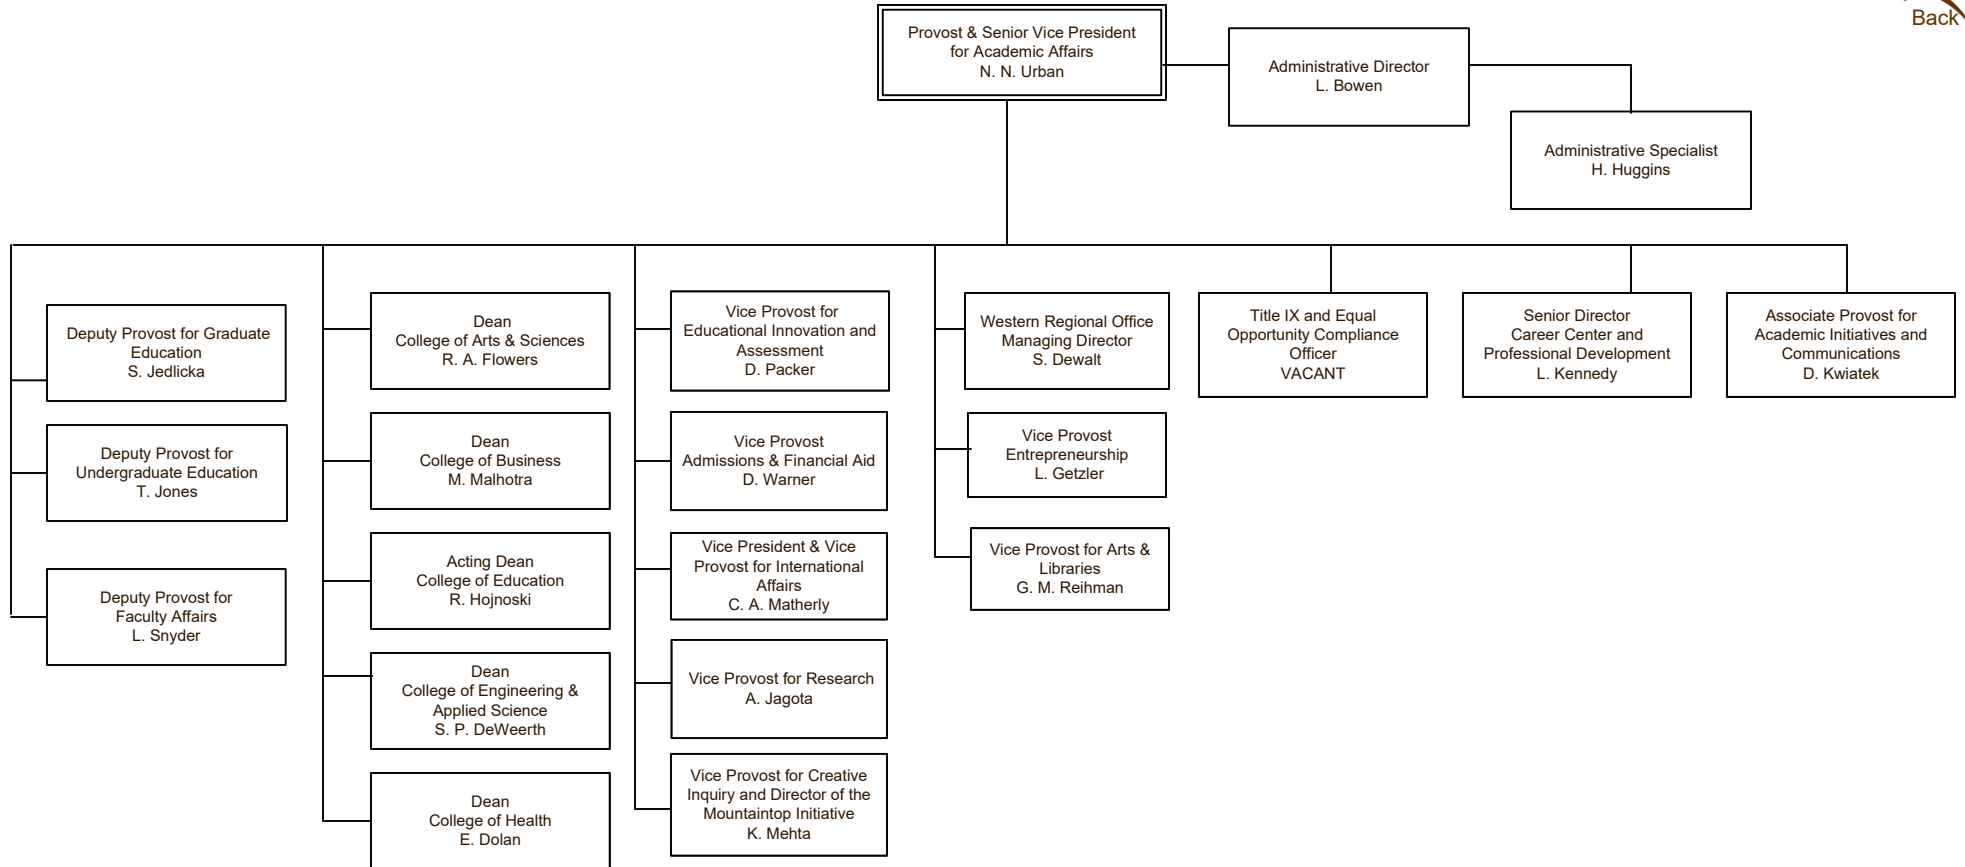 Back
Provost & Senior Vice President
for Academic Affairs
N. N. Urban
Administrative Director
L. Bowen
Administrative Specialist
H. Huggins
Deputy Provost for Graduate
Education
S. Jedlicka
Deputy Provost for
Undergraduate Education
T. Jones
Deputy Provost for
Faculty Affairs
L. Snyder
Dean
College of Arts & Sciences
R. A. Flowers
Dean
College of Business
M. Malhotra
Acting Dean
College of Education
R. Hojnoski
Dean
College of Engineering &
Applied Science
S. P. DeWeerth
Dean
College of Health
E. Dolan
Vice Provost for
Educational Innovation and
Assessment
D. Packer
Vice Provost
Admissions & Financial Aid
D. Warner
Vice President & Vice
Provost for International
Affairs
C. A. Matherly
Vice Provost for Research
A. Jagota
Vice Provost for Creative
Inquiry and Director of the
Mountaintop Initiative
K. Mehta
Western Regional Office
Managing Director
S. Dewalt
Vice Provost
Entrepreneurship
L. Getzler
Vice Provost for Arts &
Libraries
G. M. Reihman
Title IX and Equal
Opportunity Compliance
Officer
VACANT
Senior Director
Career Center and
Professional Development
L. Kennedy
Associate Provost for
Academic Initiatives and
Communications
D. Kwiatek